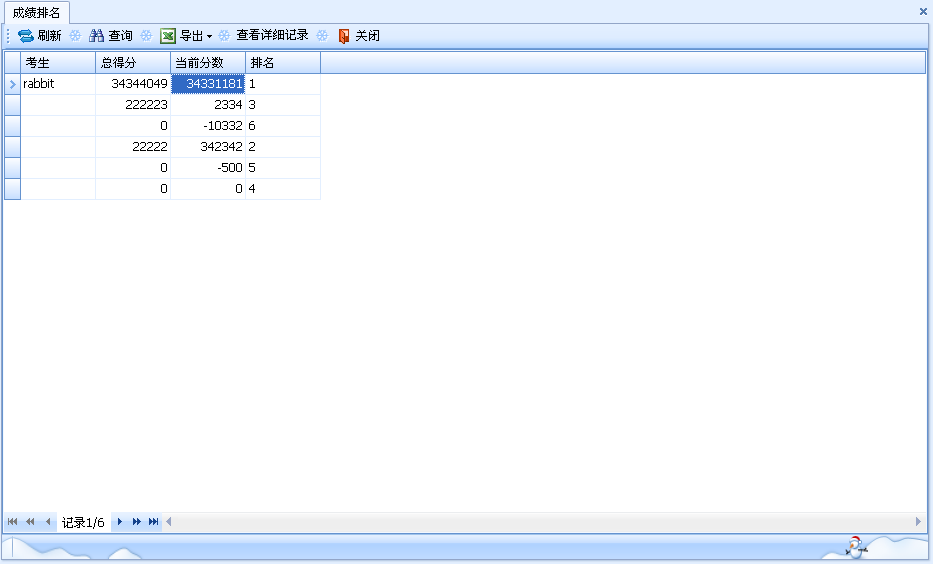 成绩排名
刷新 查询 导出 查看详细记录 关闭
考生 总得分 当前分数 排名
rabbit 34344049 34331181 1
222223 2334 3
0 -10332 6
22222 342342 2
0 -500 5
0 0 4
记录1/6